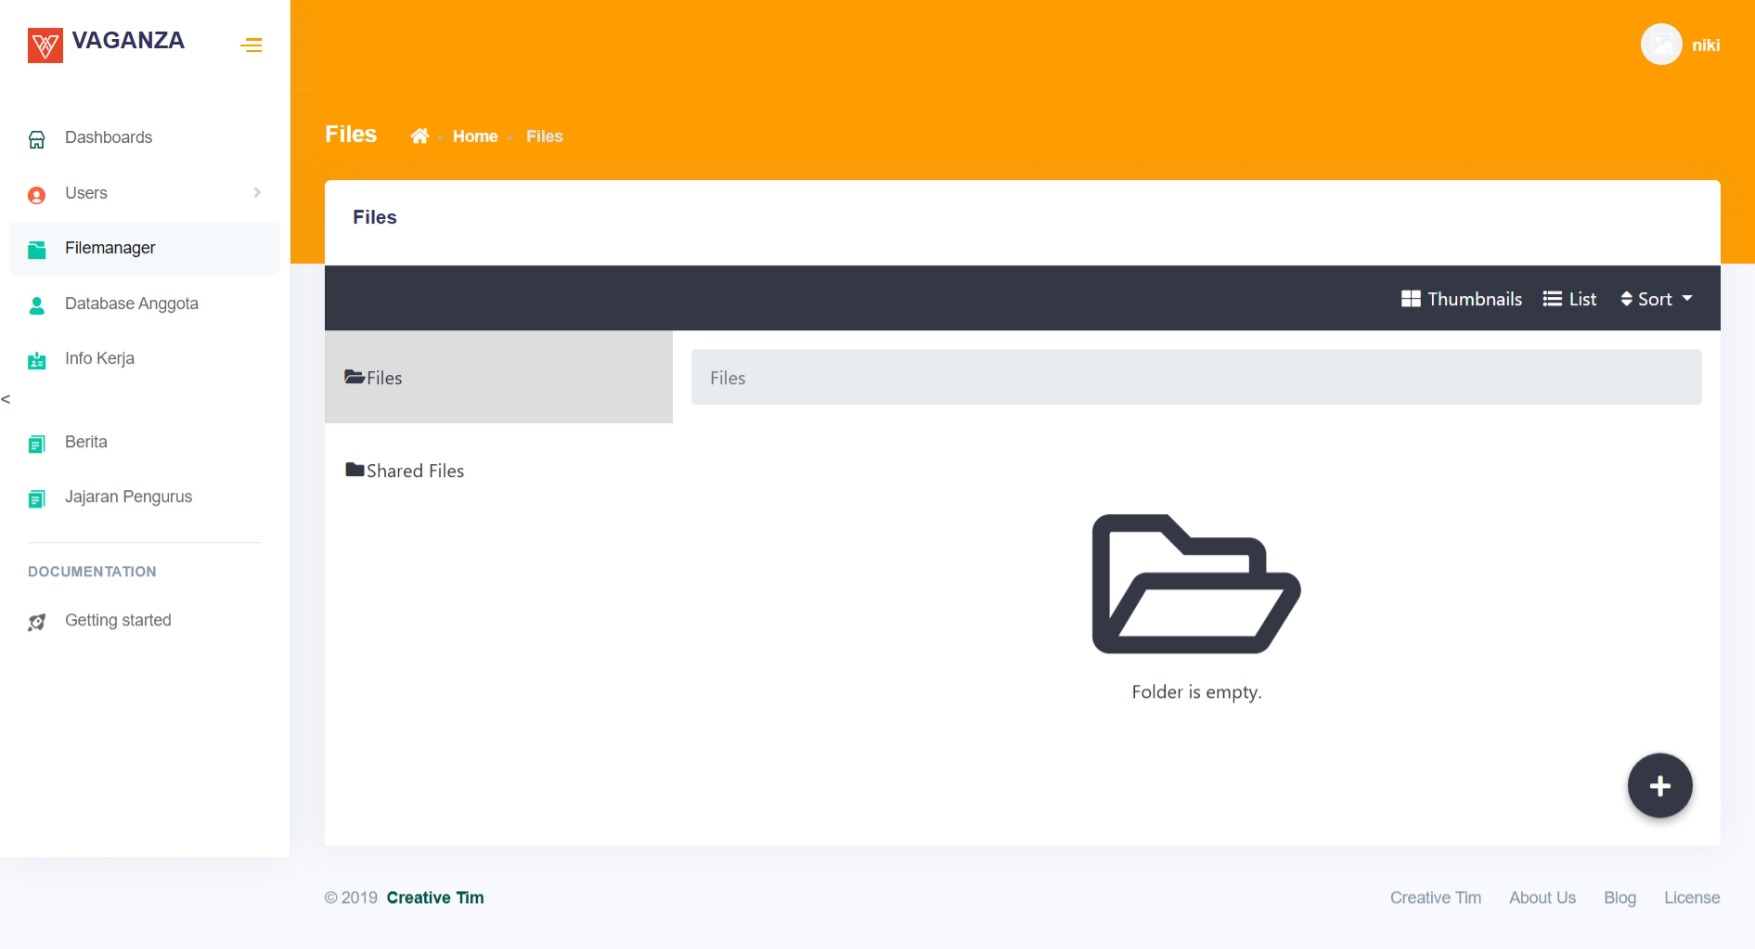 VAGANZA
niki
Dashboards
Users
Filemanager
Database Anggota
Info Kerja
<
Berita
Jajaran Pengurus
DOCUMENTATION
Getting started
Files - Home - Files
Files
Thumbnails List Sort
Files
Shared Files
Files
Folder is empty.
+
© 2019 Creative Tim
Creative Tim About Us Blog License